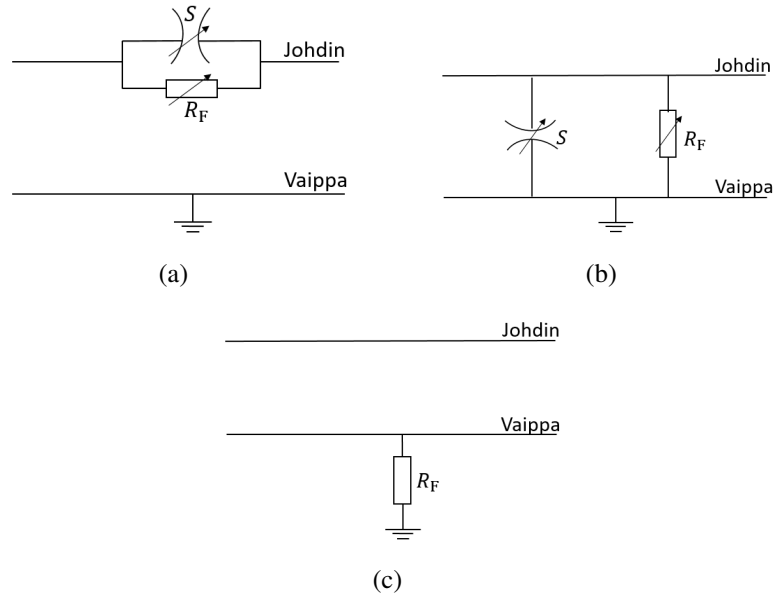 S
Johdin
R_F
Vaippa
(a)
Johdin
S
R_F
Vaippa
(b)
Johdin
Vaippa
R_F
(c)